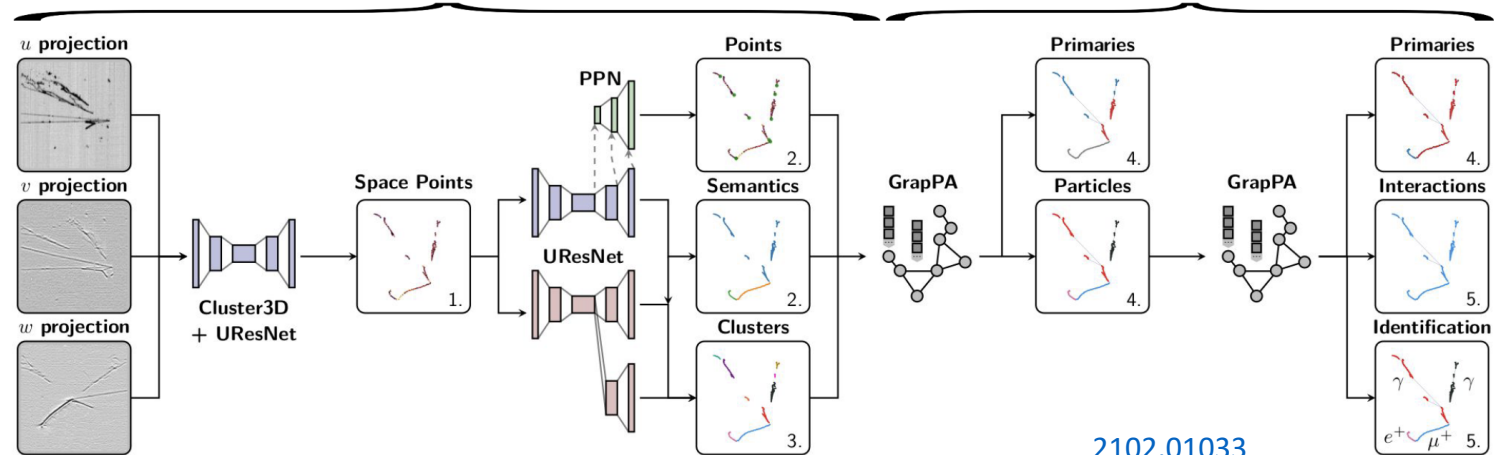 u projection
v projection
w projection
Cluster3D
+ UResNet
Space Points
1.
PPN
UResNet
Points
2.
Semantics
2.
Clusters
3.
GrapPA
Primaries
4.
Particles
4.
GrapPA
Primaries
4.
Interactions
5.
Identification
γ
γ
e⁺
μ⁺
5.
2102.01033